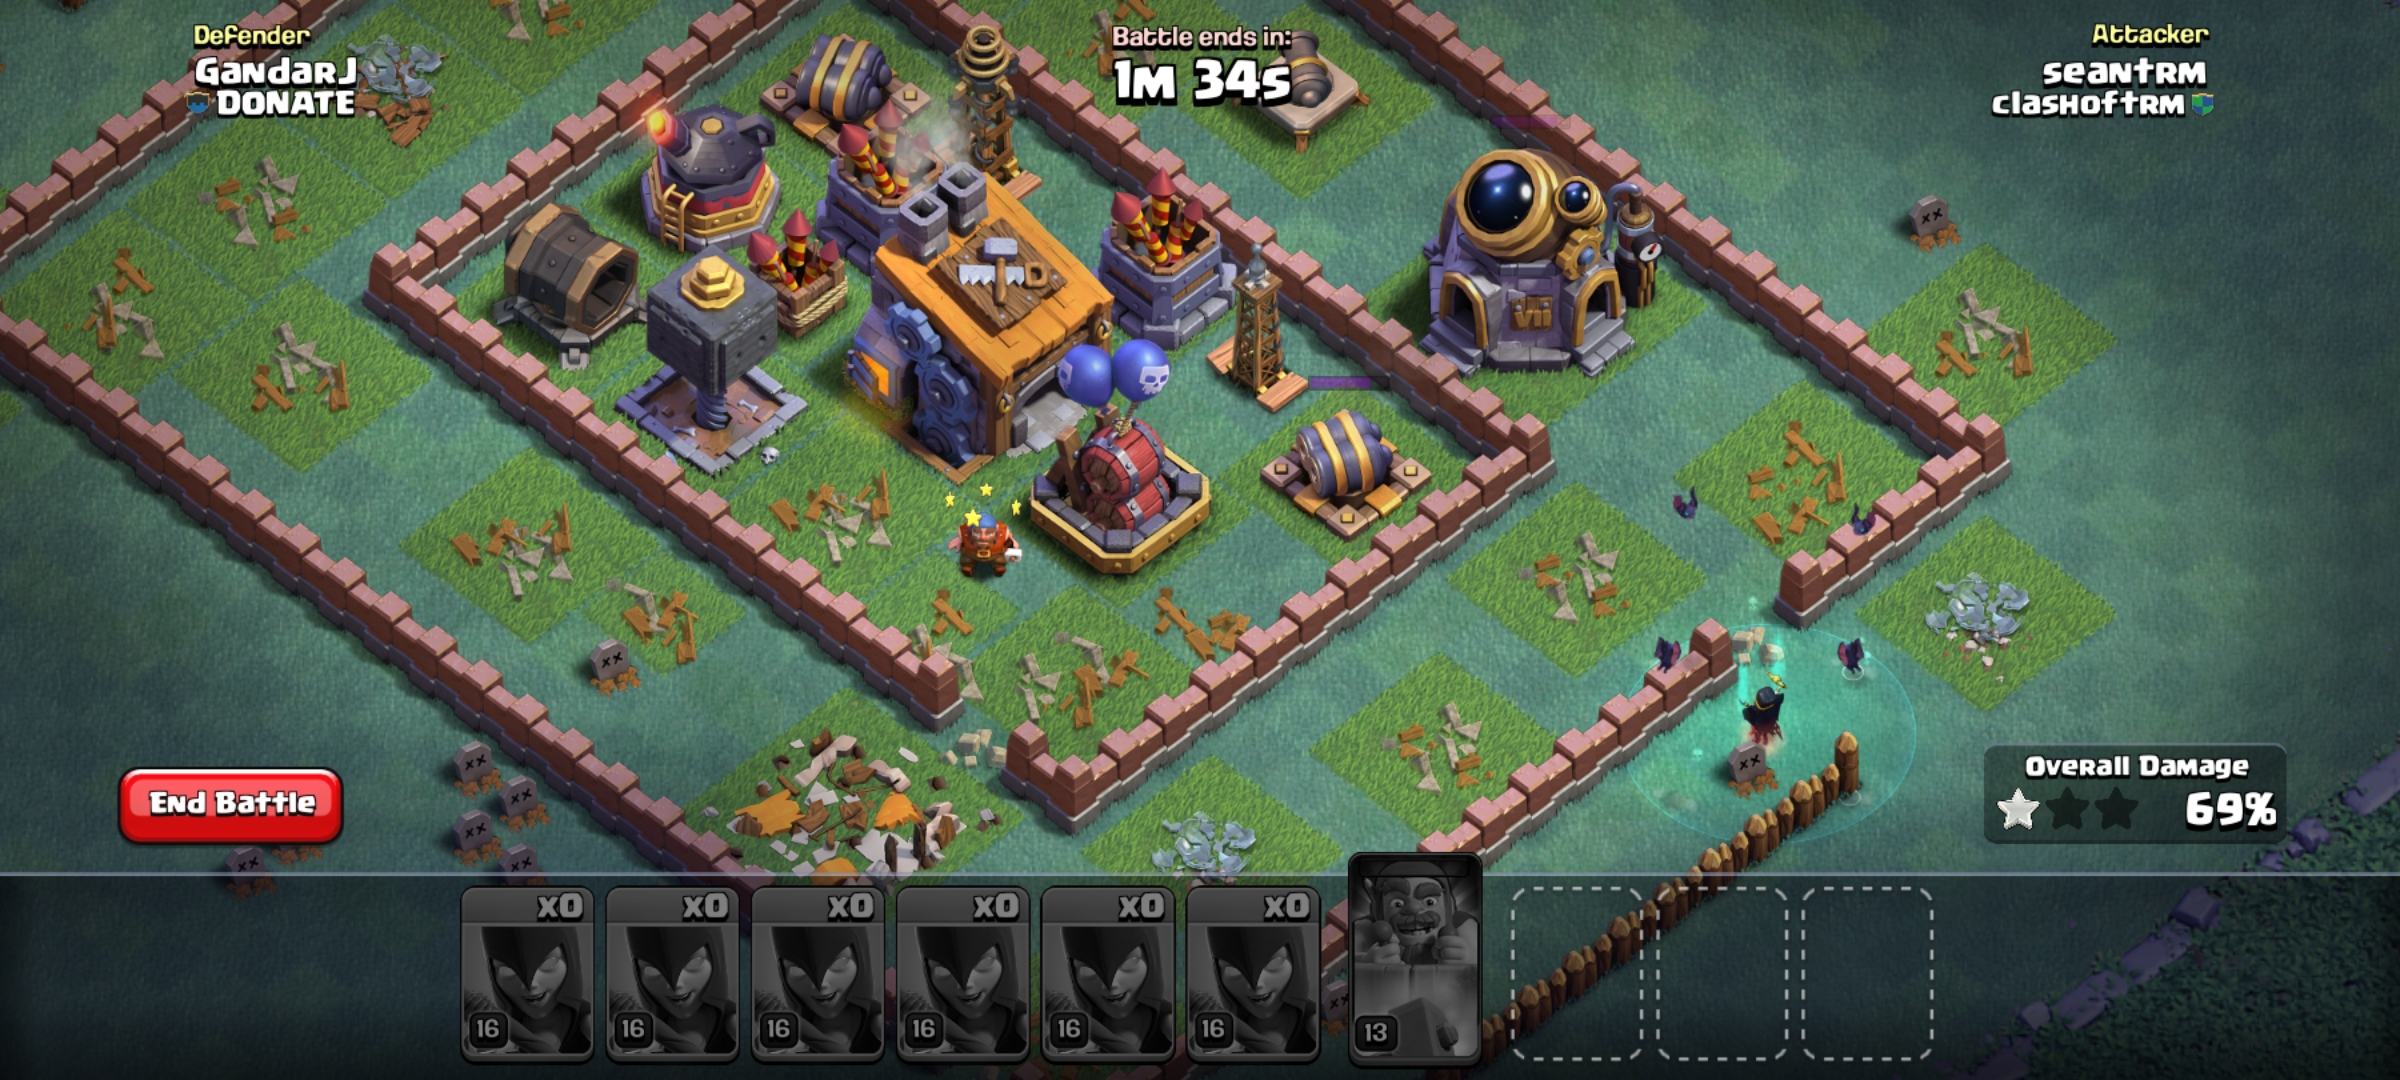 Defender
GandarJ
DONATE
Battle ends in:
1M 34s
Attacker
seantRM
clashoftRM
VII
End Battle
Overall Damage
69%
x0
x0
x0
x0
x0
x0
16
16
16
16
16
16
13